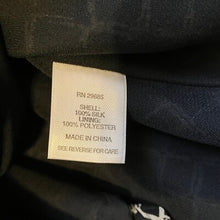 RN 29685
SHELL:
100% SILK
LINING:
100% POLYESTER
MADE IN CHINA
SEE REVERSE FOR CARE